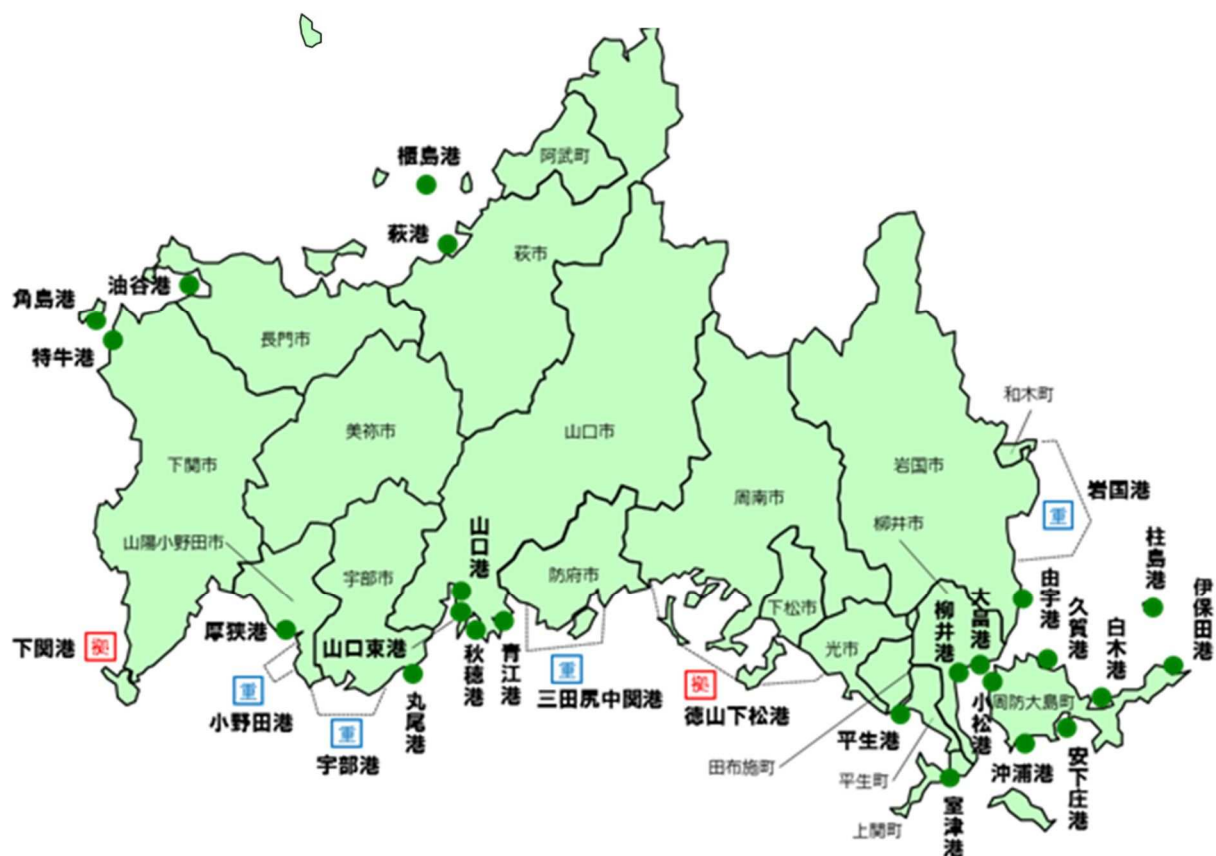 阿武町
櫃島港
萩港
萩市
油谷港
角島港
特牛港
長門市
和木町
美祢市
山口市
下関市
岩国市
岩国港
重
周南市
柳井市
山陽小野田市
宇部市
山口港
防府市
下松市
柱島港
由宇港
久賀港
伊保田港
大畠港
柳井港
白木港
厚狭港
下関港
拠
山口東港
秋穂港
青江港
光市
重
小野田港
重
宇部港
丸尾港
重
三田尻中関港
拠
徳山下松港
周防大島町
小松港
平生港
沖浦港
安下庄港
田布施町
平生町
上関町
室津港